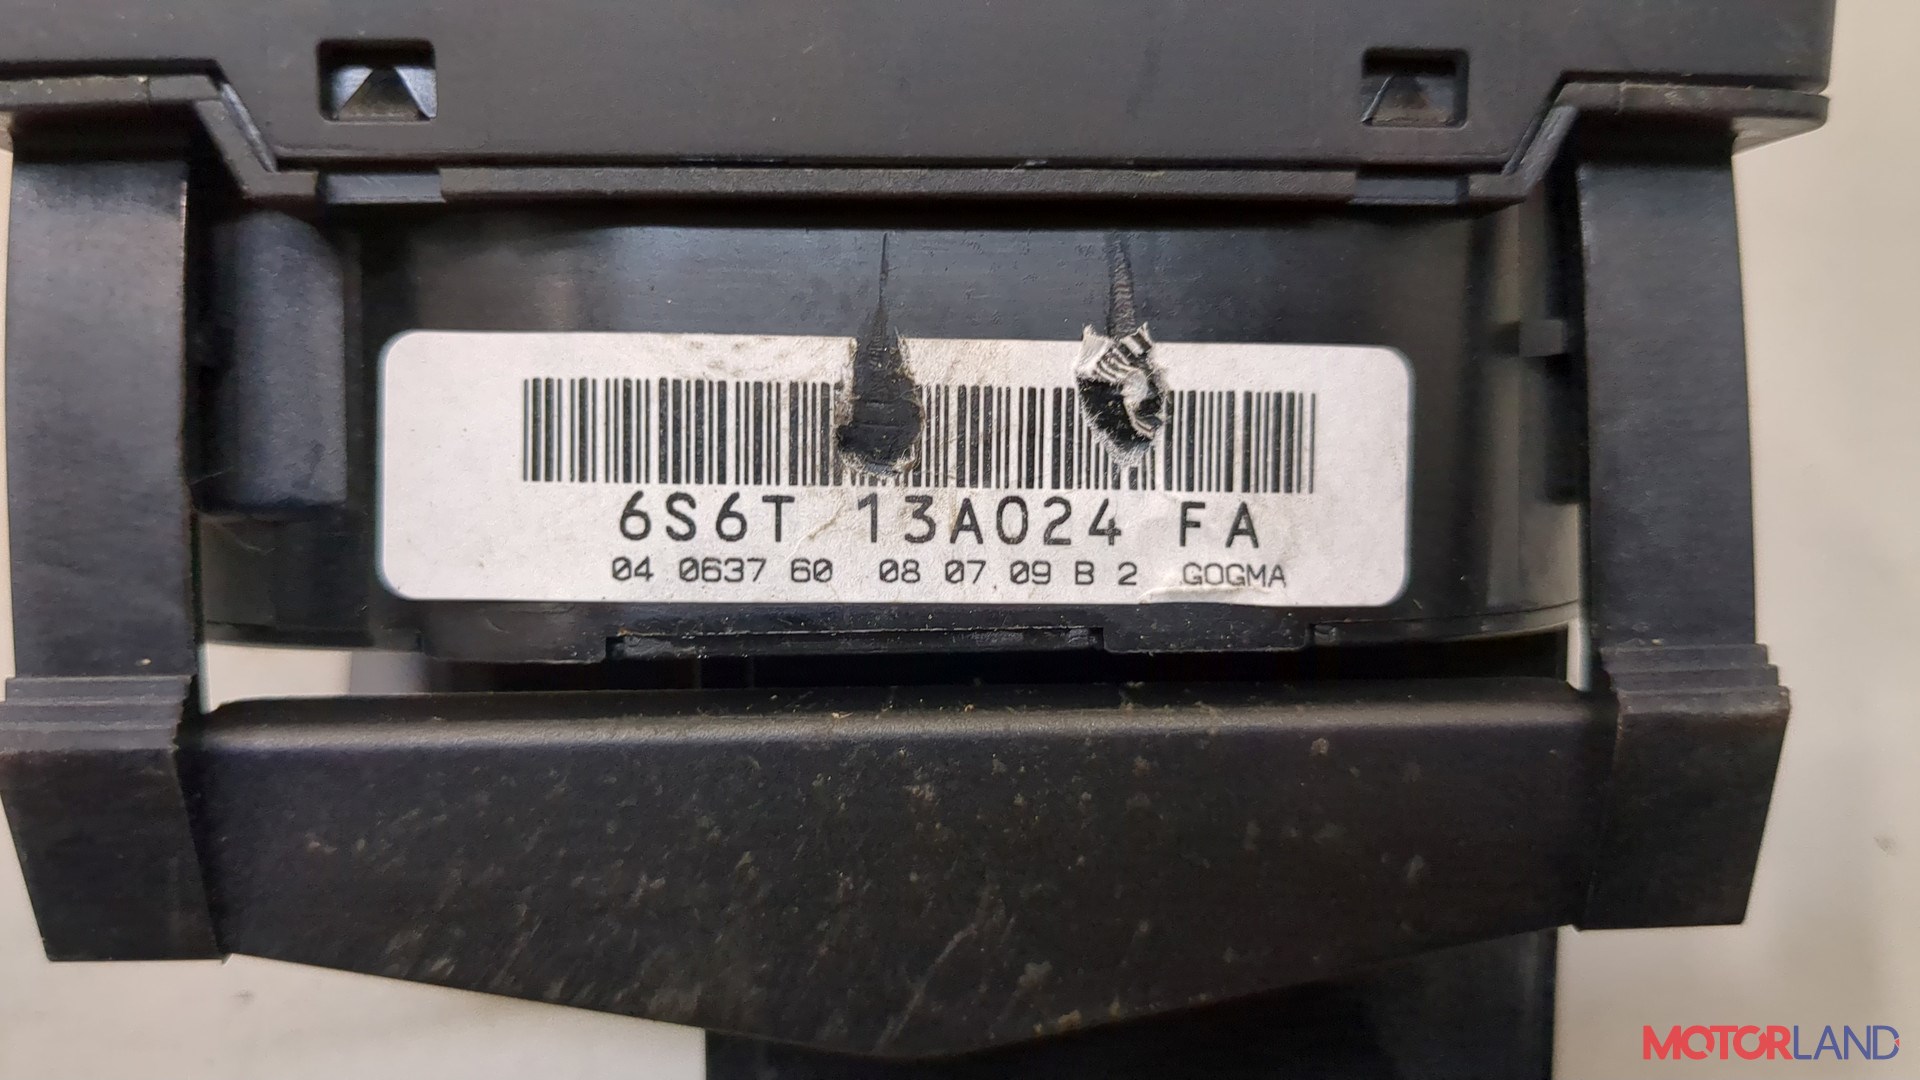 6S6T 13A024 FA
04 0637 60 08 07 09 B 2 GOGMA
MOTORLAND